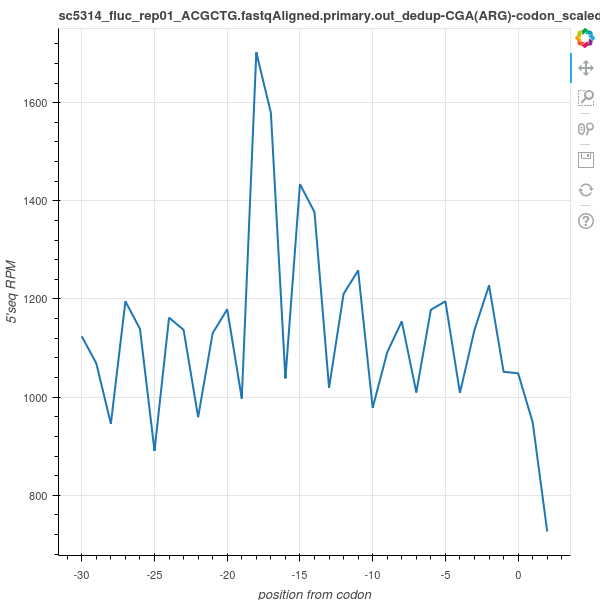 sc5314_fluc_rep01_ACGCTG.fastqAligned.primary.out_dedup-CGA(ARG)-codon_scaled
1600
1400
1200
1000
800
5'seq RPM
-30 -25 -20 -15 -10 -5 0
position from codon